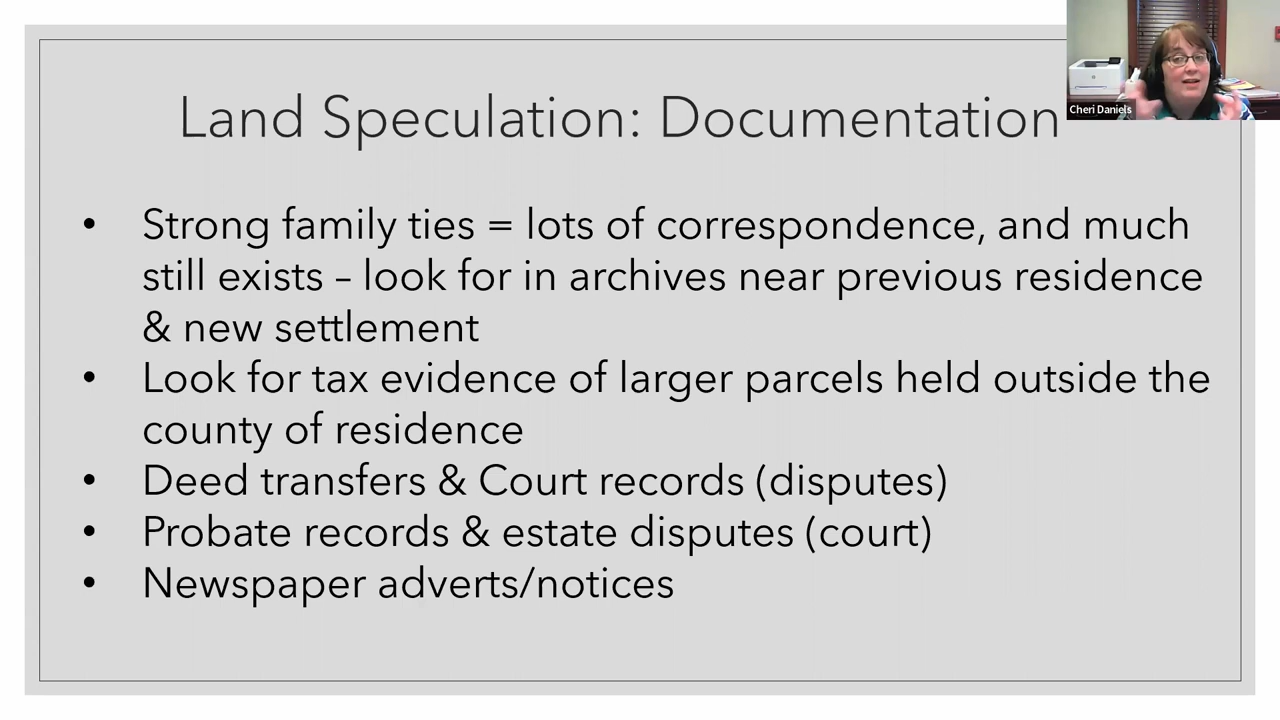 Land Speculation: Documentation
Cheri Daniels
• Strong family ties = lots of correspondence, and much
still exists – look for in archives near previous residence
& new settlement
• Look for tax evidence of larger parcels held outside the
county of residence
• Deed transfers & Court records (disputes)
• Probate records & estate disputes (court)
• Newspaper adverts/notices